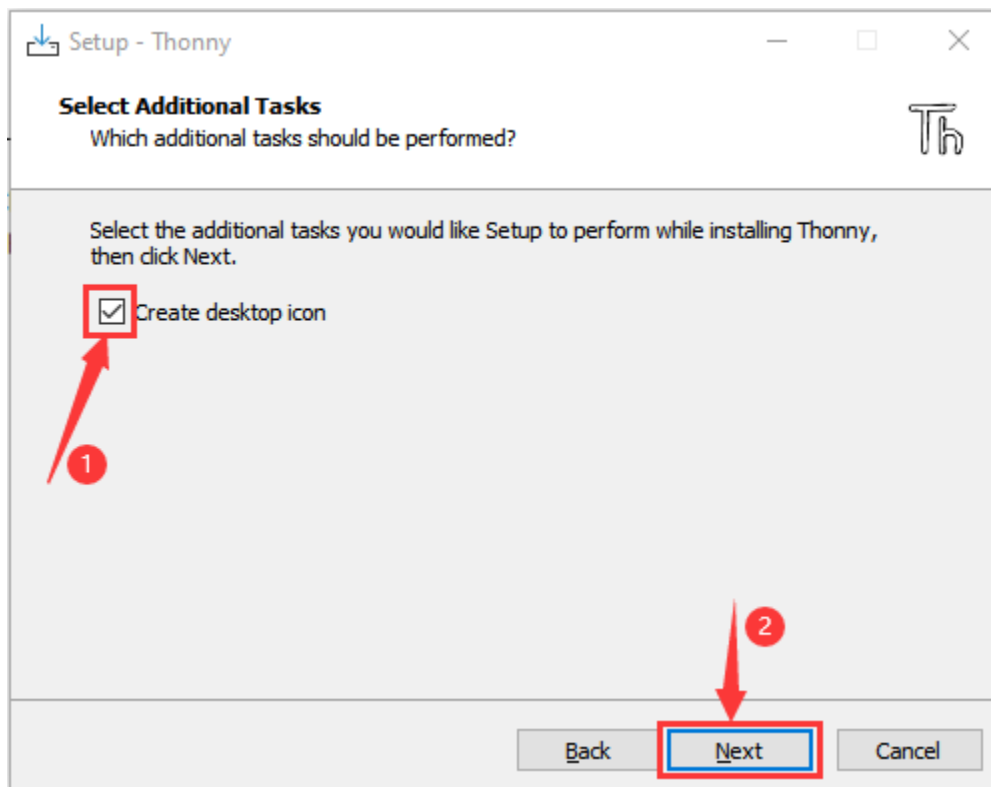 Setup - Thonny
Select Additional Tasks
Which additional tasks should be performed?
Th
Select the additional tasks you would like Setup to perform while installing Thonny,
then click Next.
Create desktop icon
1
2
Back
Next
Cancel